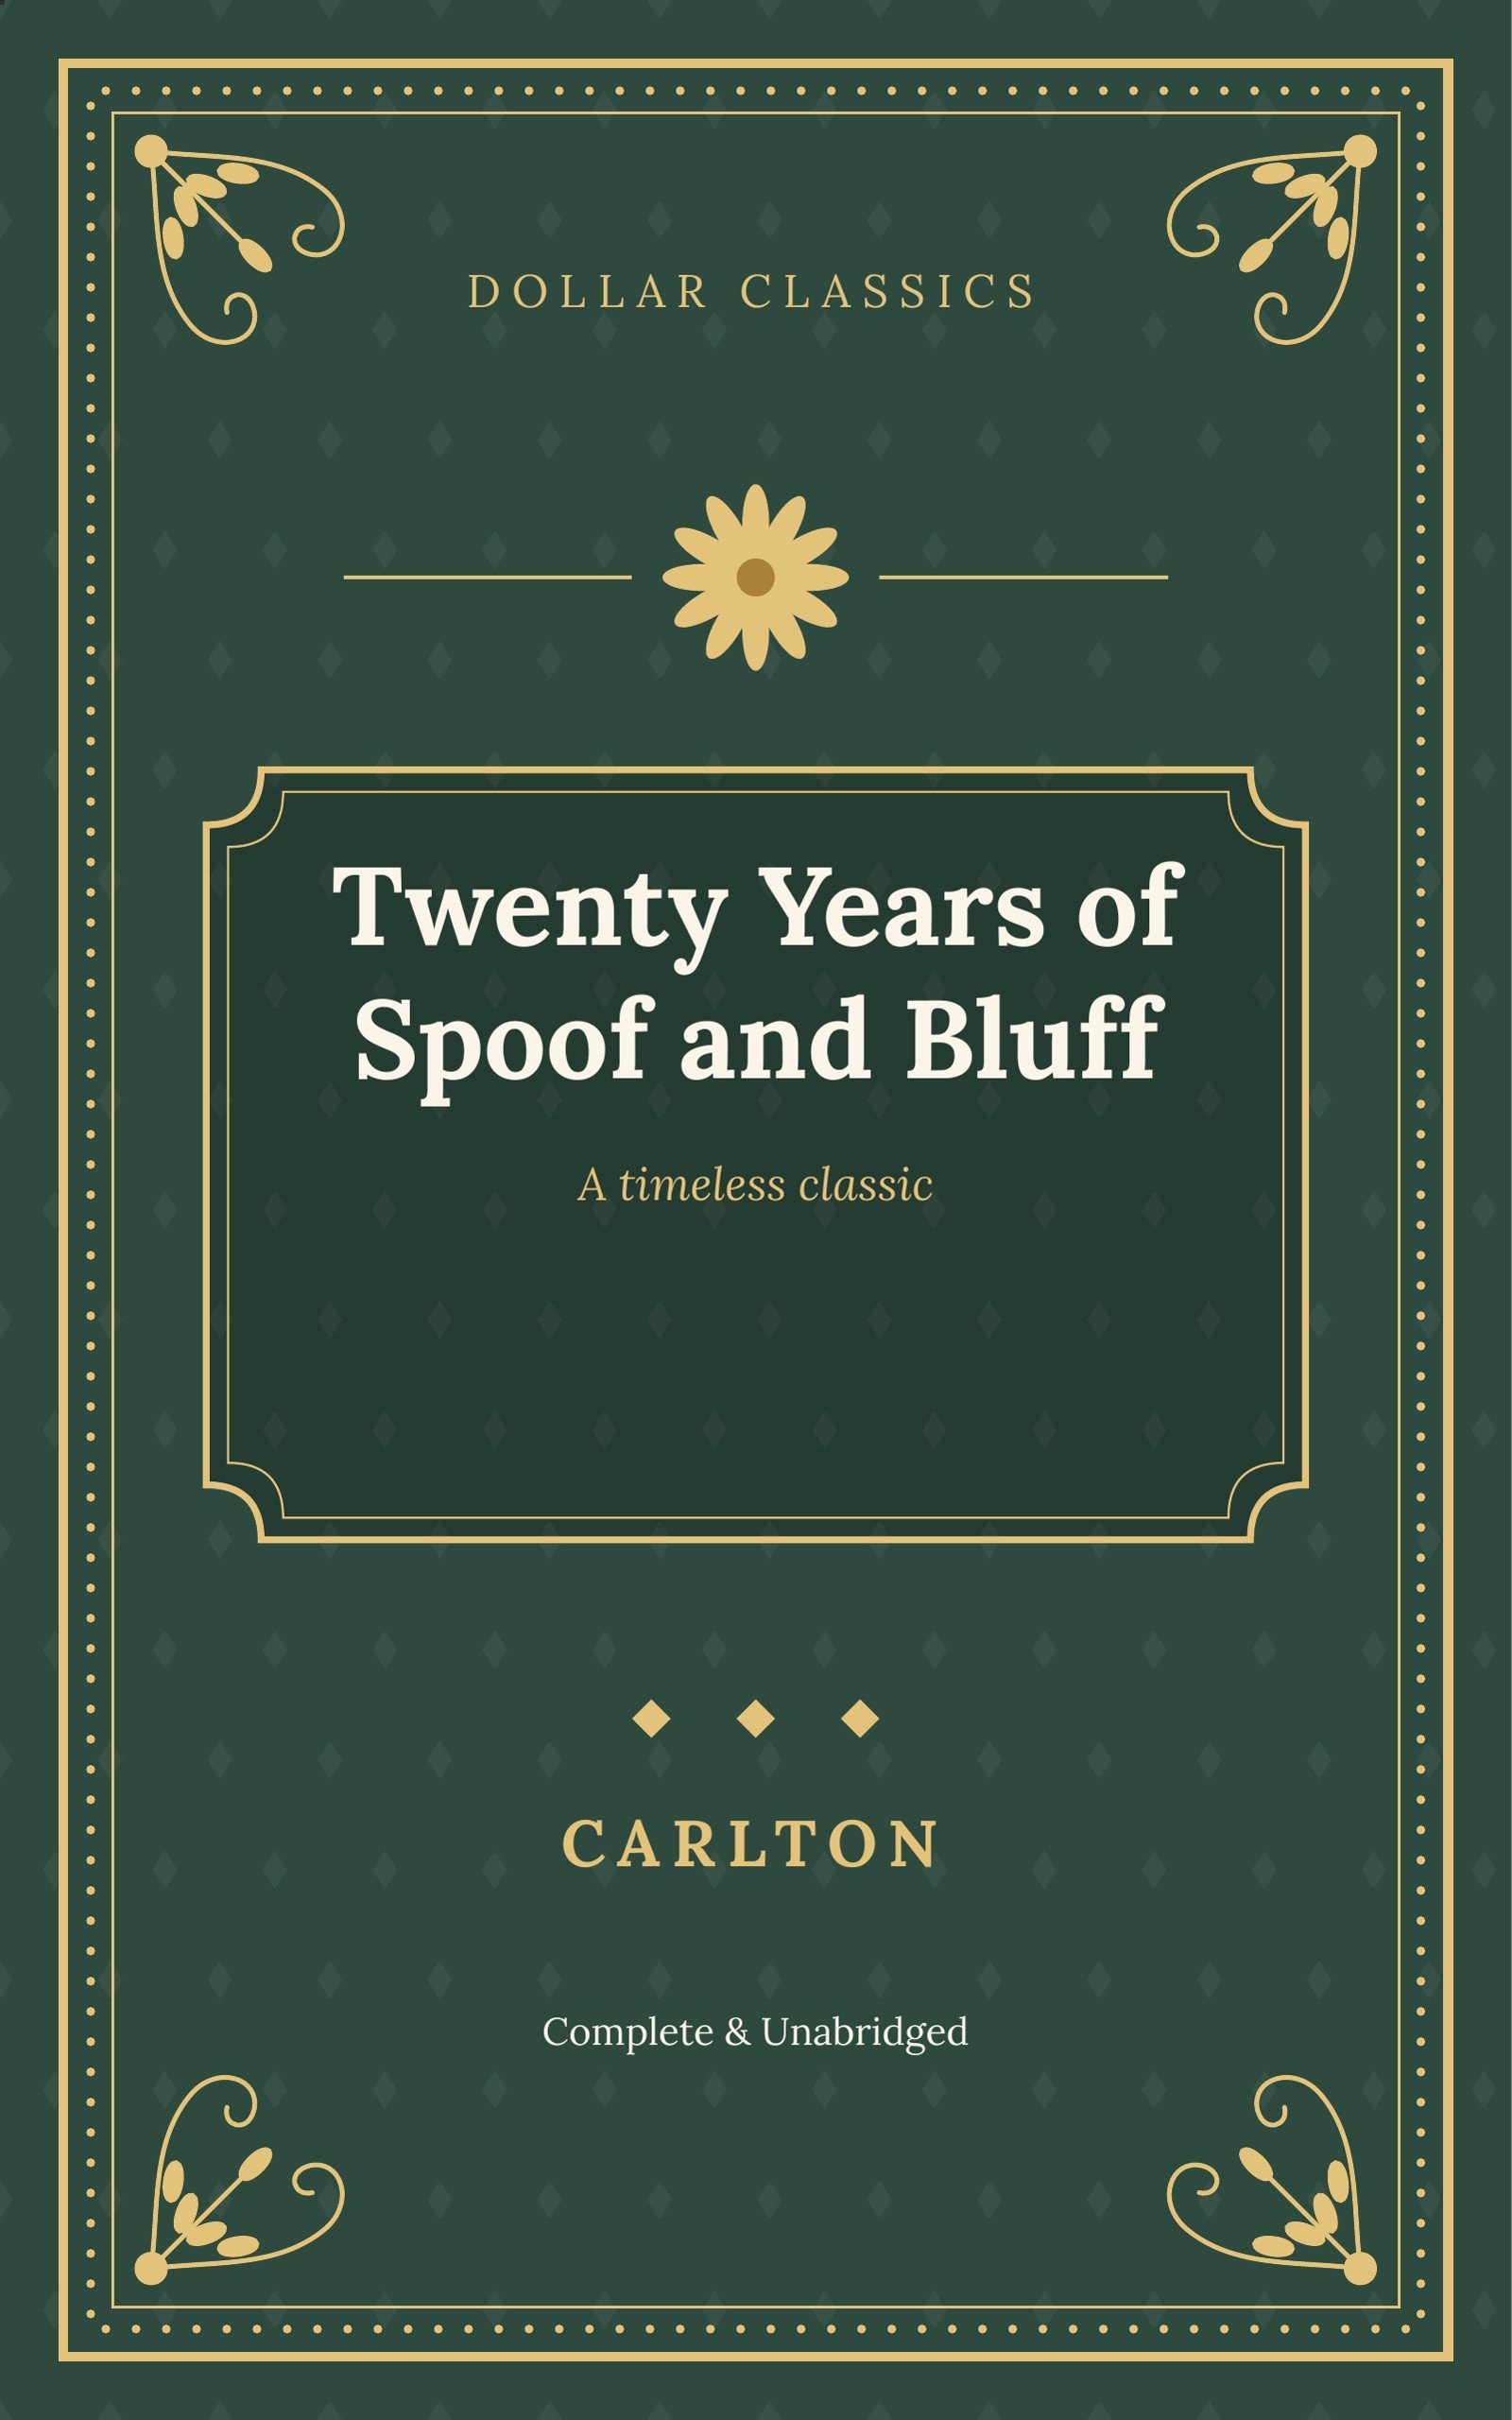 DOLLAR CLASSICS
Twenty Years of
Spoof and Bluff
A timeless classic
CARLTON
Complete & Unabridged